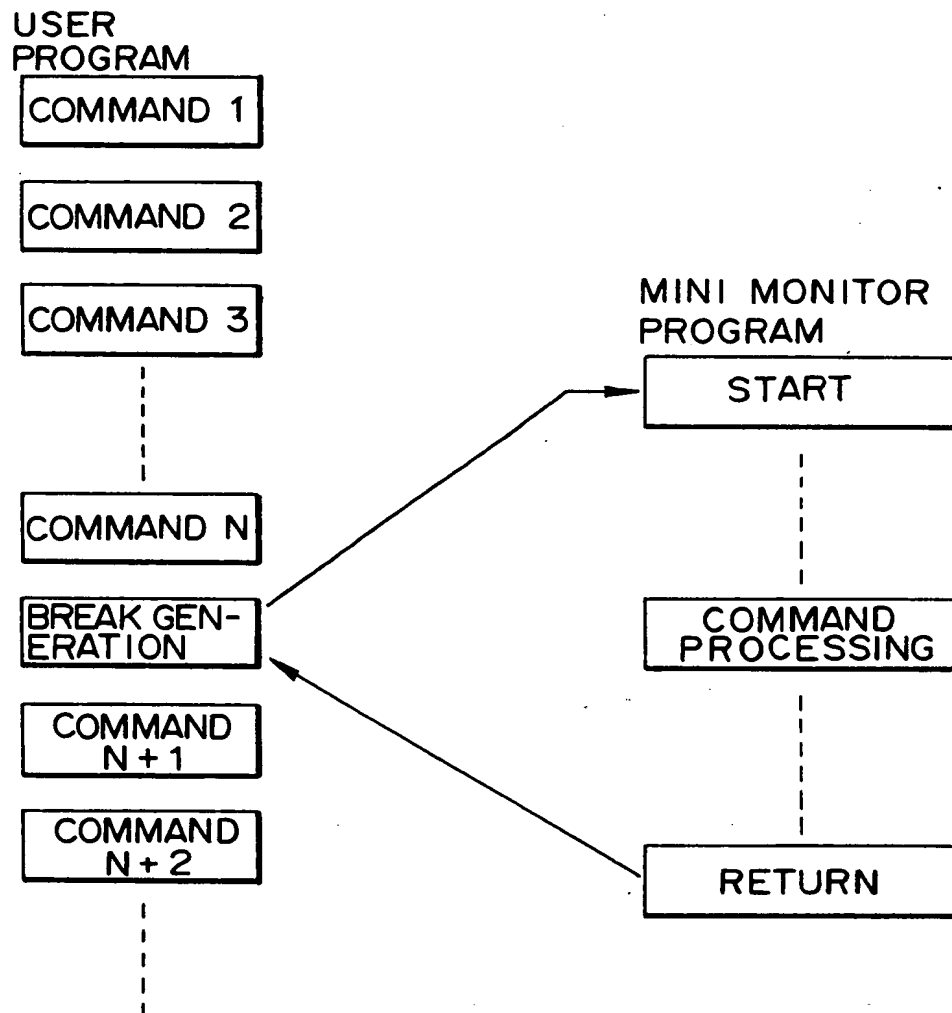 USER
PROGRAM
COMMAND 1
COMMAND 2
COMMAND 3
COMMAND N
BREAK GEN-
ERATION
COMMAND
N+1
COMMAND
N+2
MINI MONITOR
PROGRAM
START
COMMAND
PROCESSING
RETURN